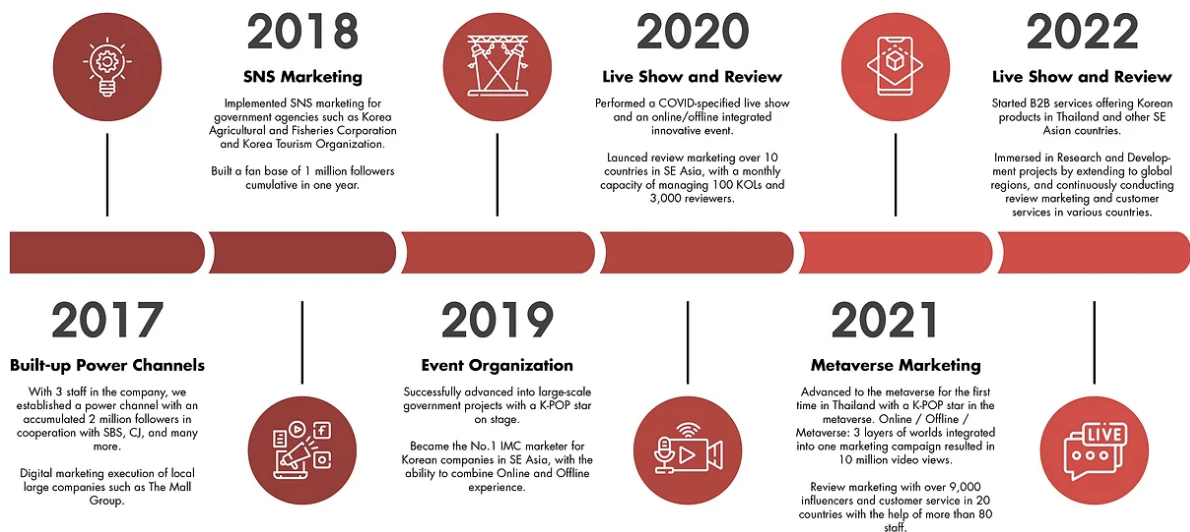 2018
SNS Marketing
Implemented SNS marketing for
government agencies such as Korea
Agricultural and Fisheries Corporation
and Korea Tourism Organization.
Built a fan base of 1 million followers
cumulative in one year.
2020
Live Show and Review
Performed a COVID-specified live show
and an online/offline integrated
innovative event.
Launced review marketing over 10
countries in SE Asia, with a monthly
capacity of managing 100 KOLs and
3,000 reviewers.
2022
Live Show and Review
Started B2B services offering Korean
products in Thailand and other SE
Asian countries.
Immersed in Research and Develop-
ment projects by extending to global
regions, and continuously conducting
review marketing and customer
services in various countries.
2017
Built-up Power Channels
With 3 staff in the company, we
established a power channel with an
accumulated 2 million followers in
cooperation with SBS, CJ, and many
more.
Digital marketing execution of local
large companies such as The Mall
Group.
2019
Event Organization
Successfully advanced into large-scale
government projects with a K-POP star
on stage.
Became the No.1 IMC marketer for
Korean companies in SE Asia, with the
ability to combine Online and Offline
experience.
2021
Metaverse Marketing
Advanced to the metaverse for the first
time in Thailand with a K-POP star in the
metaverse. Online / Offline /
Metaverse: 3 layers of worlds integrated
into one marketing campaign resulted in
10 million video views.
Review marketing with over 9,000
influencers and customer service in 20
countries with the help of more than 80
staff.
LIVE